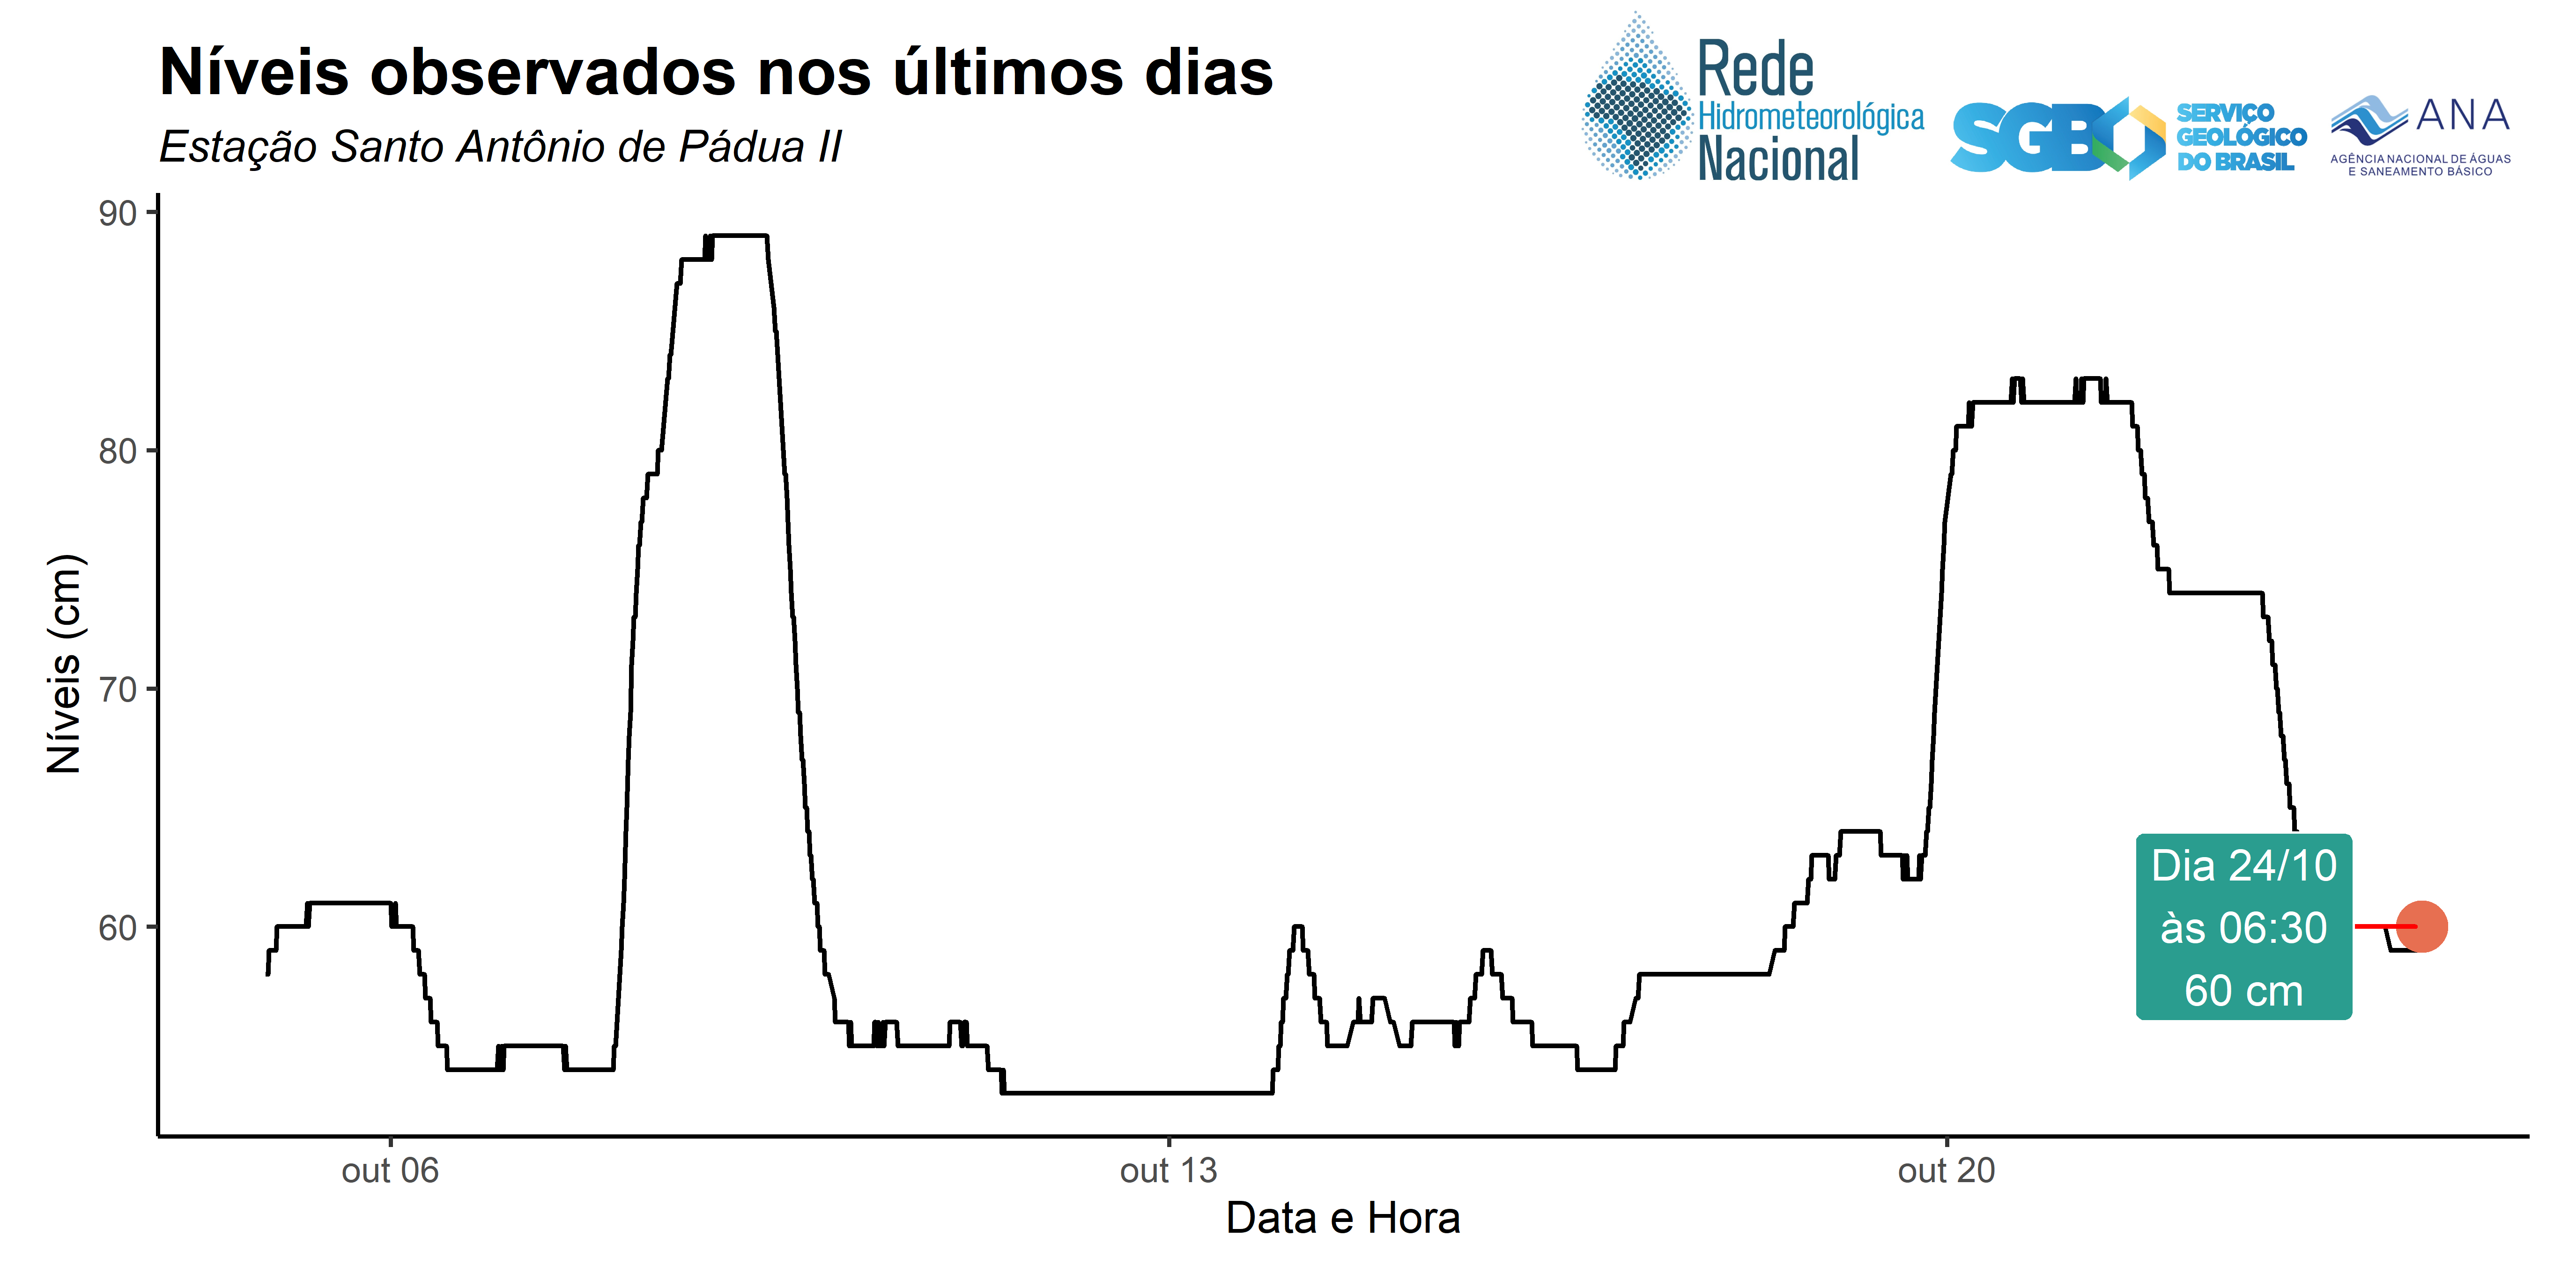 Níveis observados nos últimos dias
Estação Santo Antônio de Pádua II
Rede
Hidrometeorológica
Nacional
SGB
SERVIÇO
GEOLÓGICO
DO BRASIL
ANA
AGÊNCIA NACIONAL DE ÁGUAS
E SANEAMENTO BÁSICO
Níveis (cm)
90
80
70
60
Dia 24/10
às 06:30
60 cm
out 06
out 13
out 20
Data e Hora